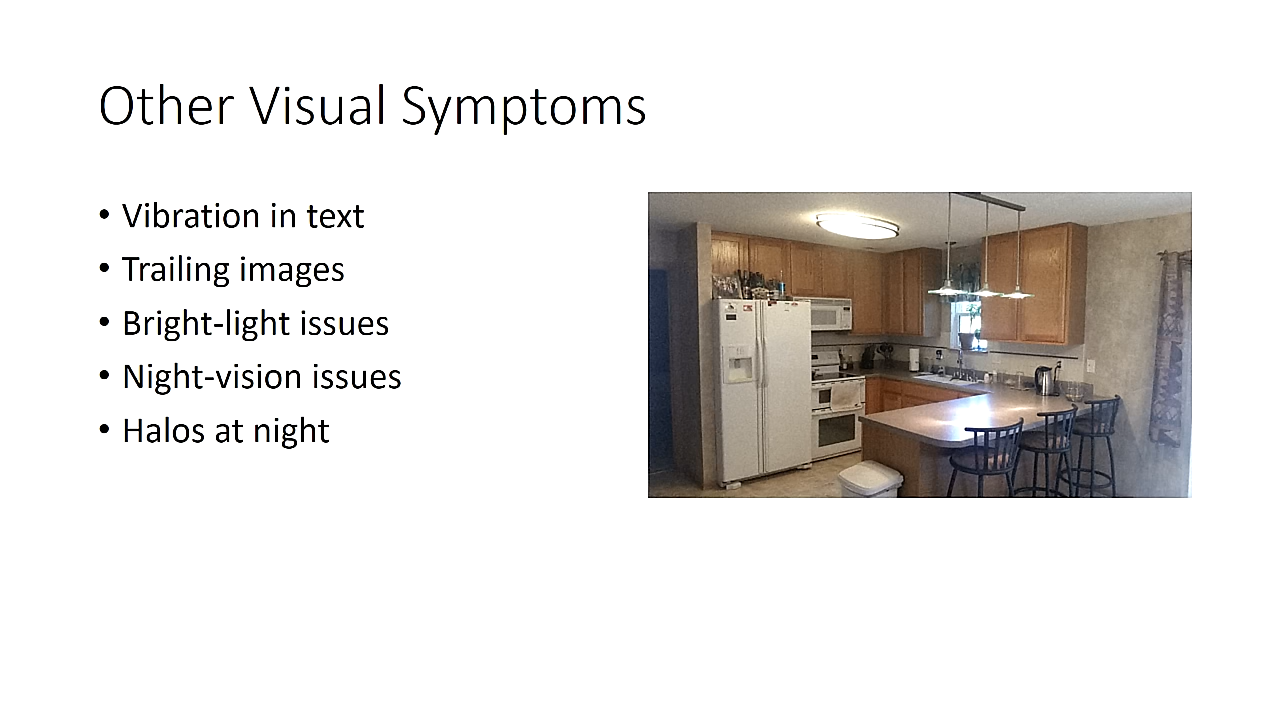 Other Visual Symptoms
• Vibration in text
• Trailing images
• Bright-light issues
• Night-vision issues
• Halos at night